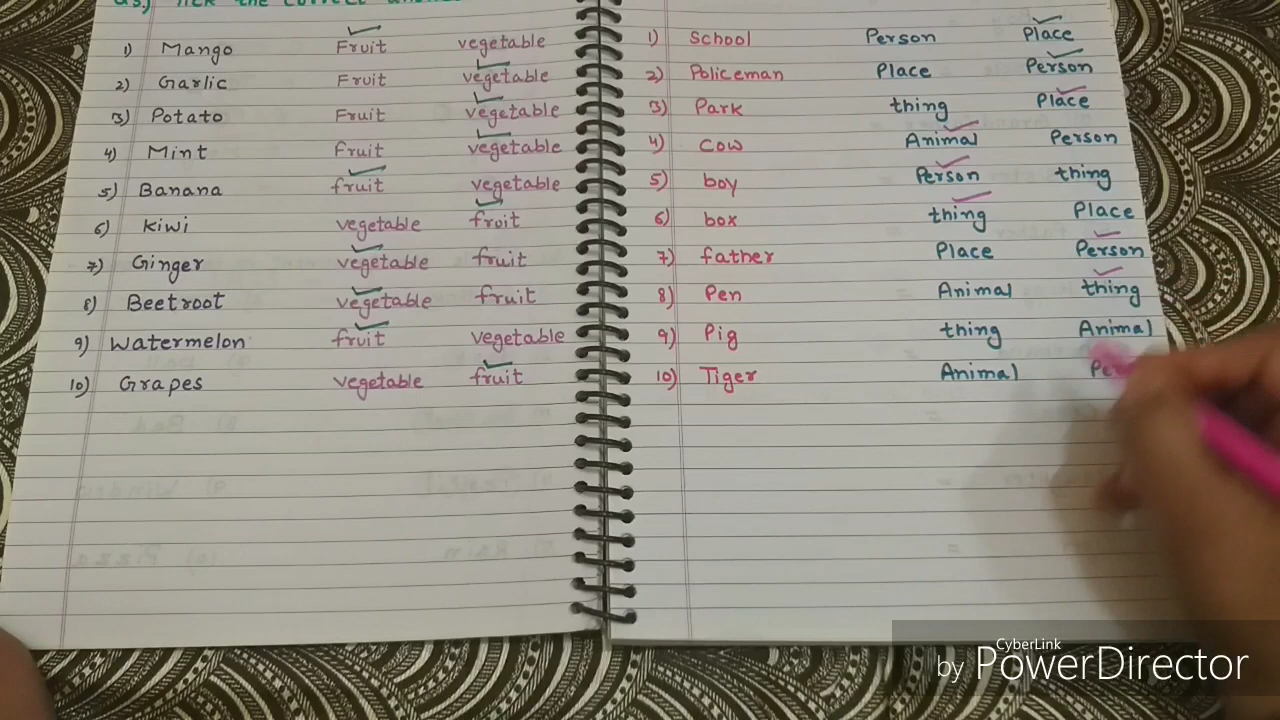 TICK the correct
1) Mango Fruit vegetable
2) Garlic Fruit vegetable
3) Potato Fruit vegetable
4) Mint Fruit vegetable
5) Banana fruit vegetable
6) Kiwi vegetable fruit
7) Ginger vegetable fruit
8) Beetroot vegetable fruit
9) Watermelon fruit vegetable
10) Grapes vegetable fruit
1) School Person Place
2) Policeman Place Person
3) Park thing Place
4) Cow Animal Person
5) boy Person thing
6) box thing Place
7) father Place Person
8) Pen Animal thing
9) Pig thing Animal
10) Tiger Animal
CyberLink
by PowerDirector